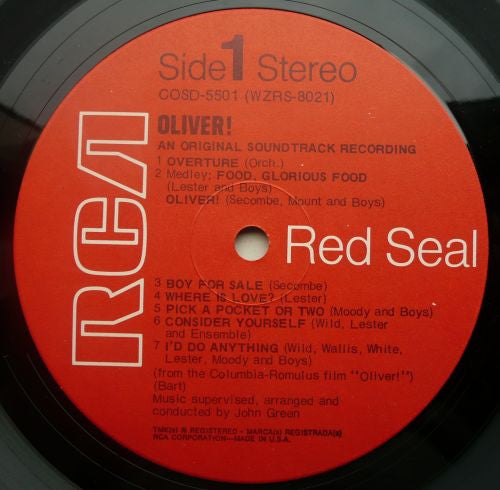 Side 1 Stereo
COSD-5501 (WZRS-8021)
OLIVER!
AN ORIGINAL SOUNDTRACK RECORDING
1 OVERTURE (Orch.)
2 Medley; FOOD, GLORIOUS FOOD
(Lester and Boys)
OLIVER! (Secombe, Mount and Boys)
RCA
Red Seal
3 BOY FOR SALE (Secombe)
4 WHERE IS LOVE? (Lester)
5 PICK A POCKET OR TWO (Moody and Boys)
6 CONSIDER YOURSELF (Wild, Lester
and Ensemble)
7 I'D DO ANYTHING (Wild, Wallis, White,
Lester, Moody and Boys)
(from the Columbia-Romulus film "Oliver!")
(Bart)
Music supervised, arranged and
conducted by John Green
TMK(s) ® REGISTERED - MARCA(s) REGISTRADA(s)
RCA CORPORATION—MADE IN U.S.A.